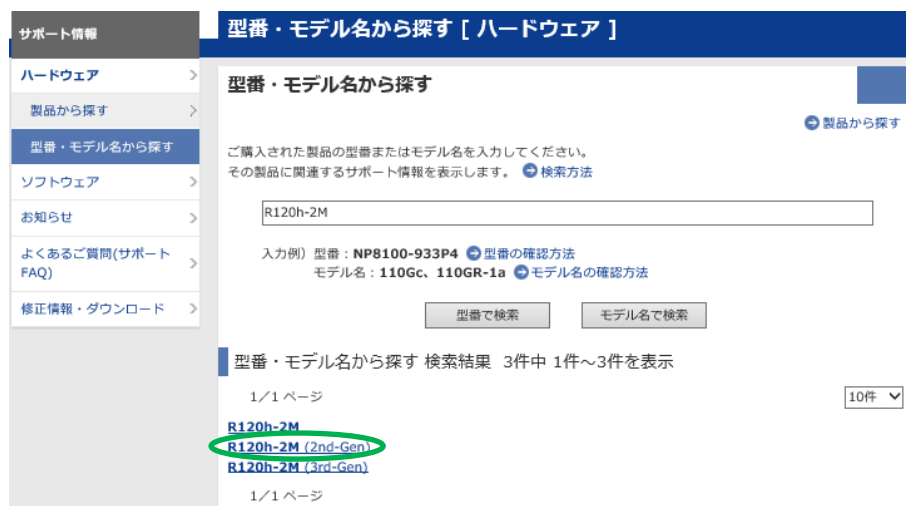 サポート情報
ハードウェア
製品から探す
型番・モデル名から探す
ソフトウェア
お知らせ
よくあるご質問(サポート
FAQ)
修正情報・ダウンロード
型番・モデル名から探す [ ハードウェア ]
型番・モデル名から探す
製品から探す
ご購入された製品の型番またはモデル名を入力してください。
その製品に関連するサポート情報を表示します。 検索方法
R120h-2M
入力例）型番：NP8100-933P4 型番の確認方法
モデル名：110Gc、110GR-1a モデル名の確認方法
型番で検索 モデル名で検索
型番・モデル名から探す 検索結果 3件中 1件～3件を表示
1／1 ページ 10件
R120h-2M
R120h-2M (2nd-Gen)
R120h-2M (3rd-Gen)
1／1 ページ